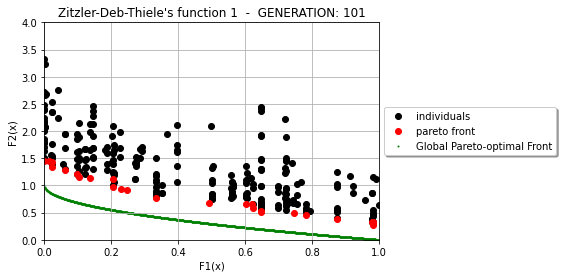 Zitzler-Deb-Thiele's function 1 - GENERATION: 101
4.0
3.5
3.0
2.5
2.0
1.5
1.0
0.5
0.0
F2(x)
0.0 0.2 0.4 0.6 0.8 1.0
F1(x)
individuals
pareto front
Global Pareto-optimal Front